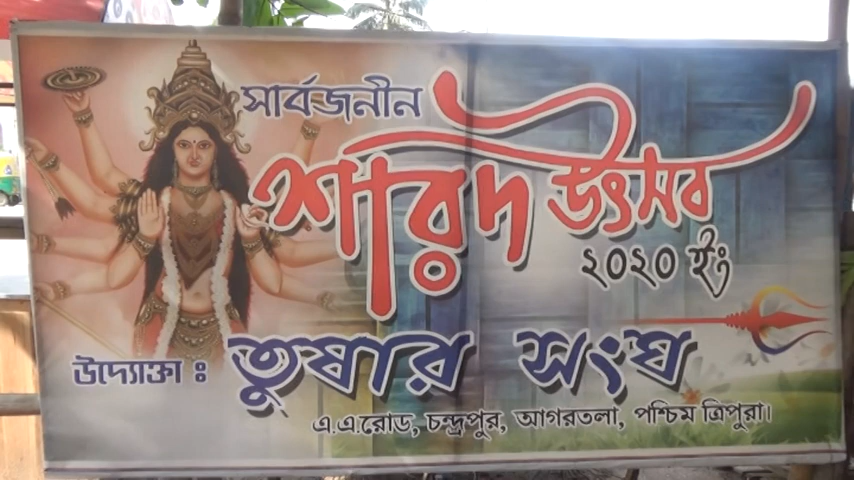 সার্বজনীন
শারদ উৎসব
২০২০ ইং
উদ্যোক্তা ঃ তুষার সংঘ
এ.এ.রোড, চন্দ্রপুর, আগরতলা, পশ্চিম ত্রিপুরা।